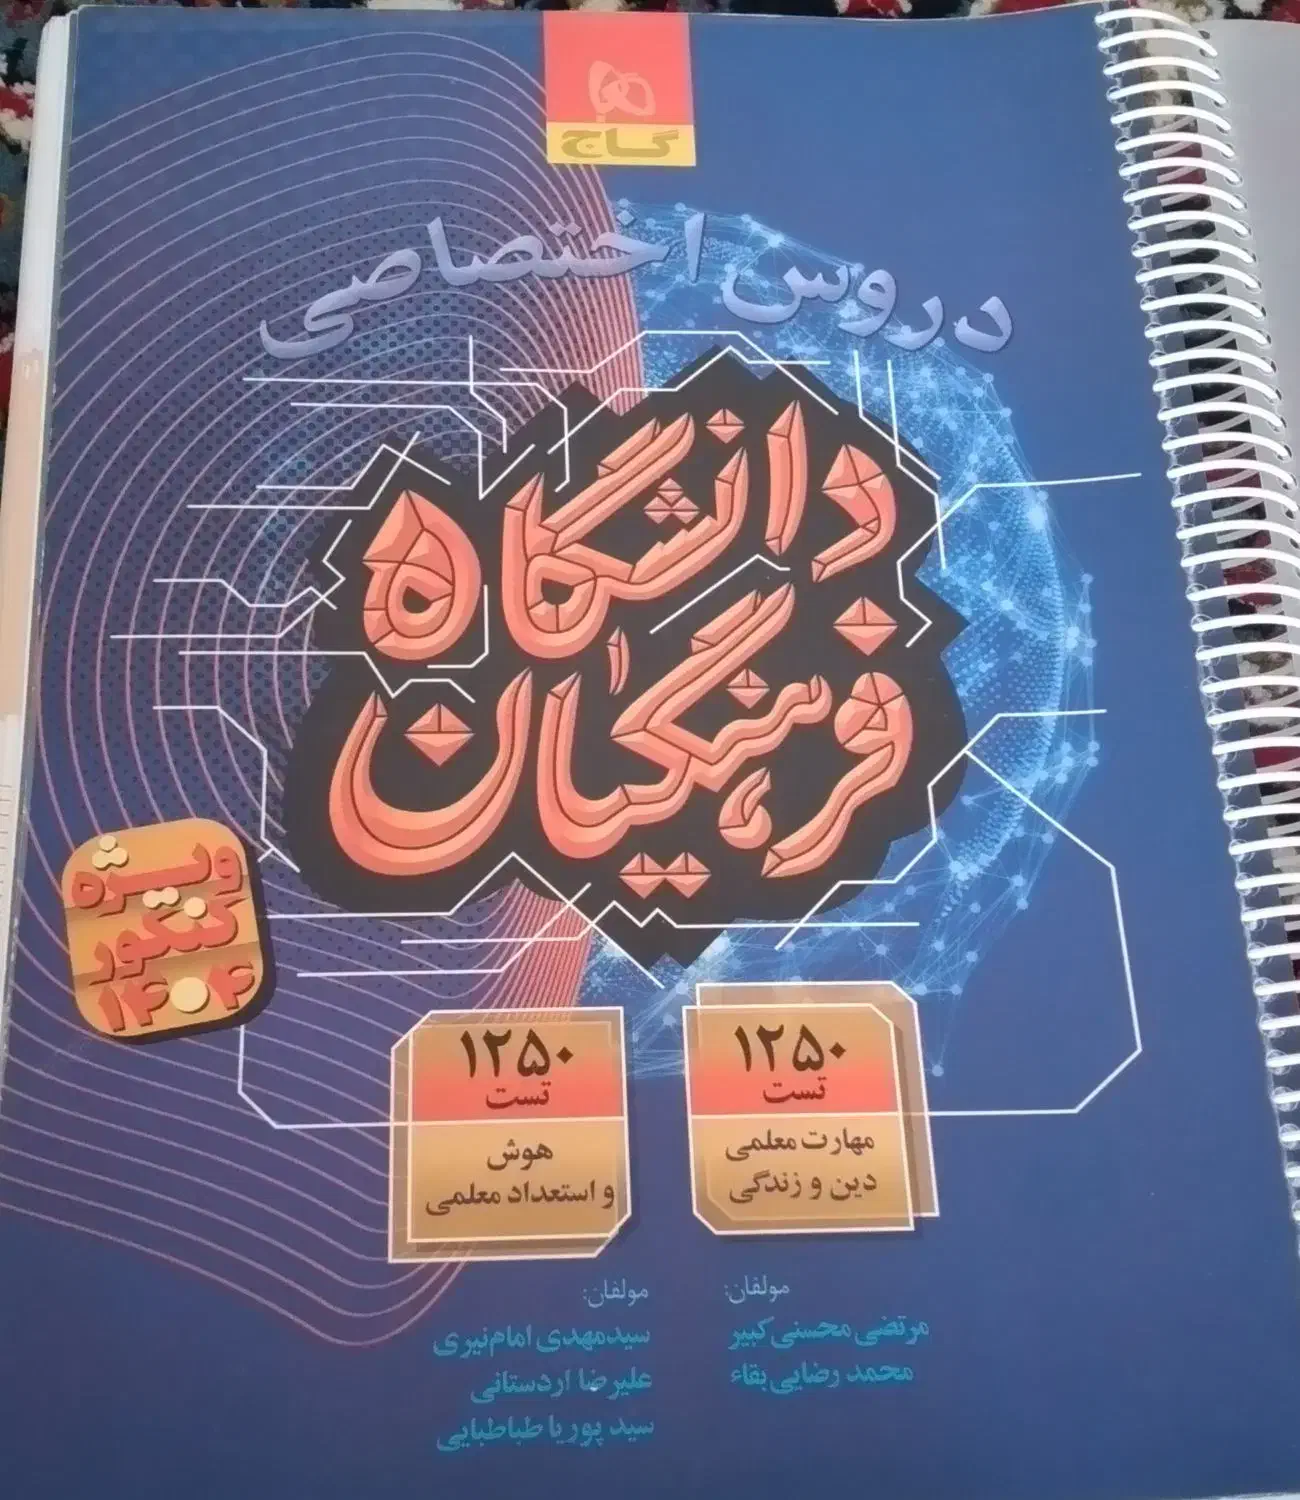 گاج
دروس اختصاصی
دانشگاه
فرهنگیان
ویژه
کنکور
۱۴۰۴
۱۲۵۰
تست
مهارت معلمی
دین و زندگی
۱۲۵۰
تست
هوش
و استعداد معلمی
مولفان:
مرتضی محسنی کبیر
محمد رضایی بقاء
مولفان:
سیدمهدی امام‌نیری
علیرضا اردستانی
سید پوریا طباطبایی